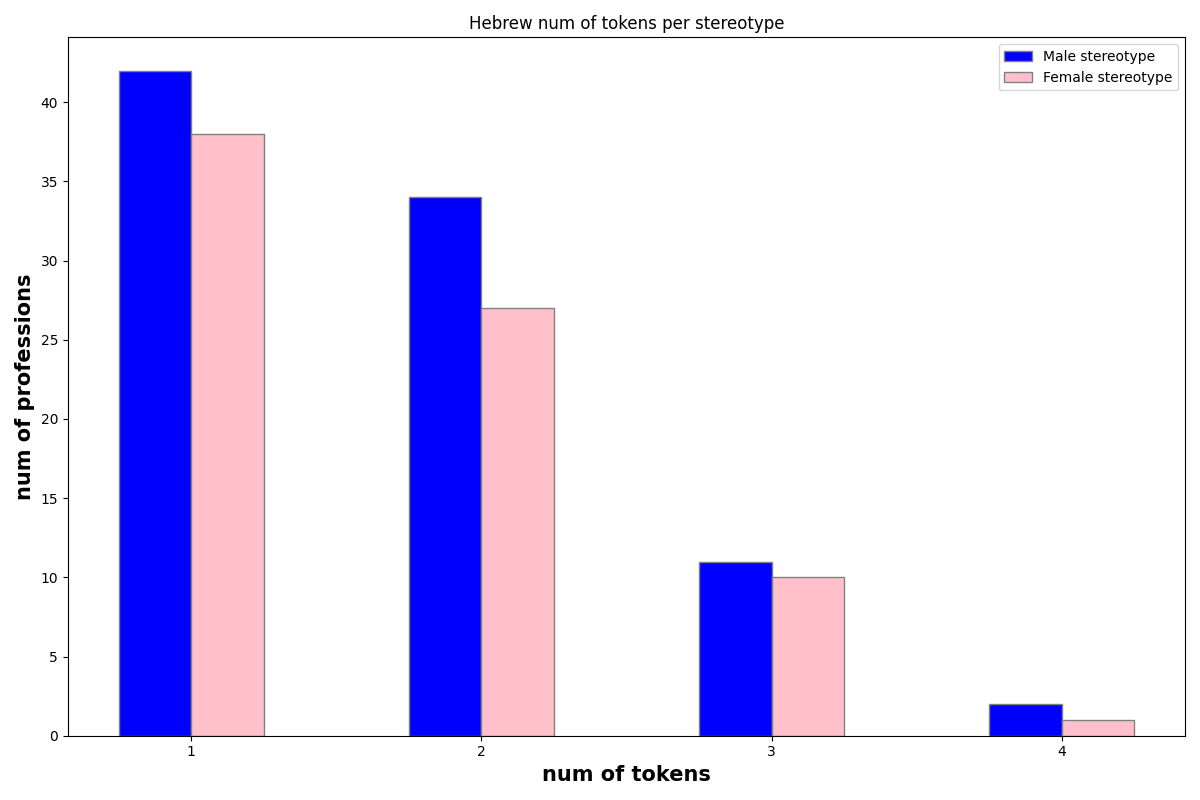 Hebrew num of tokens per stereotype
Male stereotype
Female stereotype
num of professions
40
35
30
25
20
15
10
5
0
1
2
3
4
num of tokens